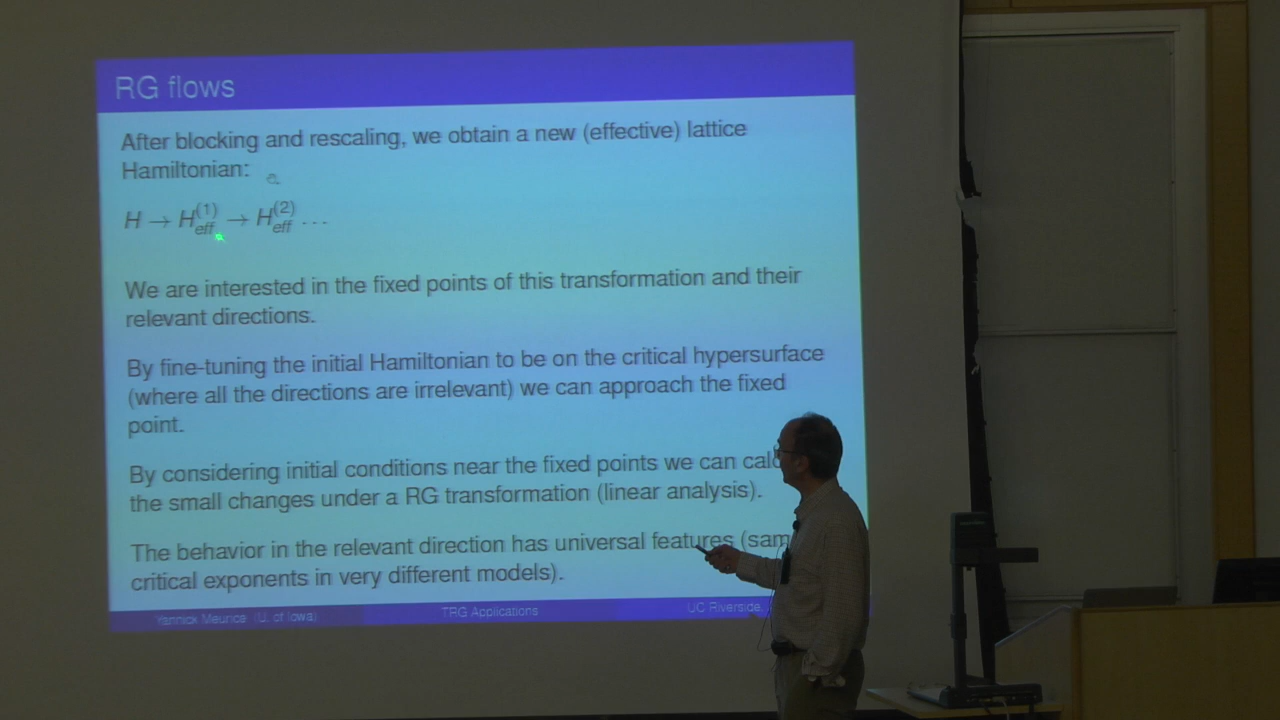 RG flows
After blocking and rescaling, we obtain a new (effective) lattice
Hamiltonian:
H → H_eff^(1) → H_eff^(2) ...
We are interested in the fixed points of this transformation and their
relevant directions.
By fine-tuning the initial Hamiltonian to be on the critical hypersurface
(where all the directions are irrelevant) we can approach the fixed
point.
By considering initial conditions near the fixed points we can
the small changes under a RG transformation (linear analysis).
The behavior in the relevant direction has universal features
critical exponents in very different models).
Yannick Meurice (U. of Iowa) TRG Applications UC Riverside,